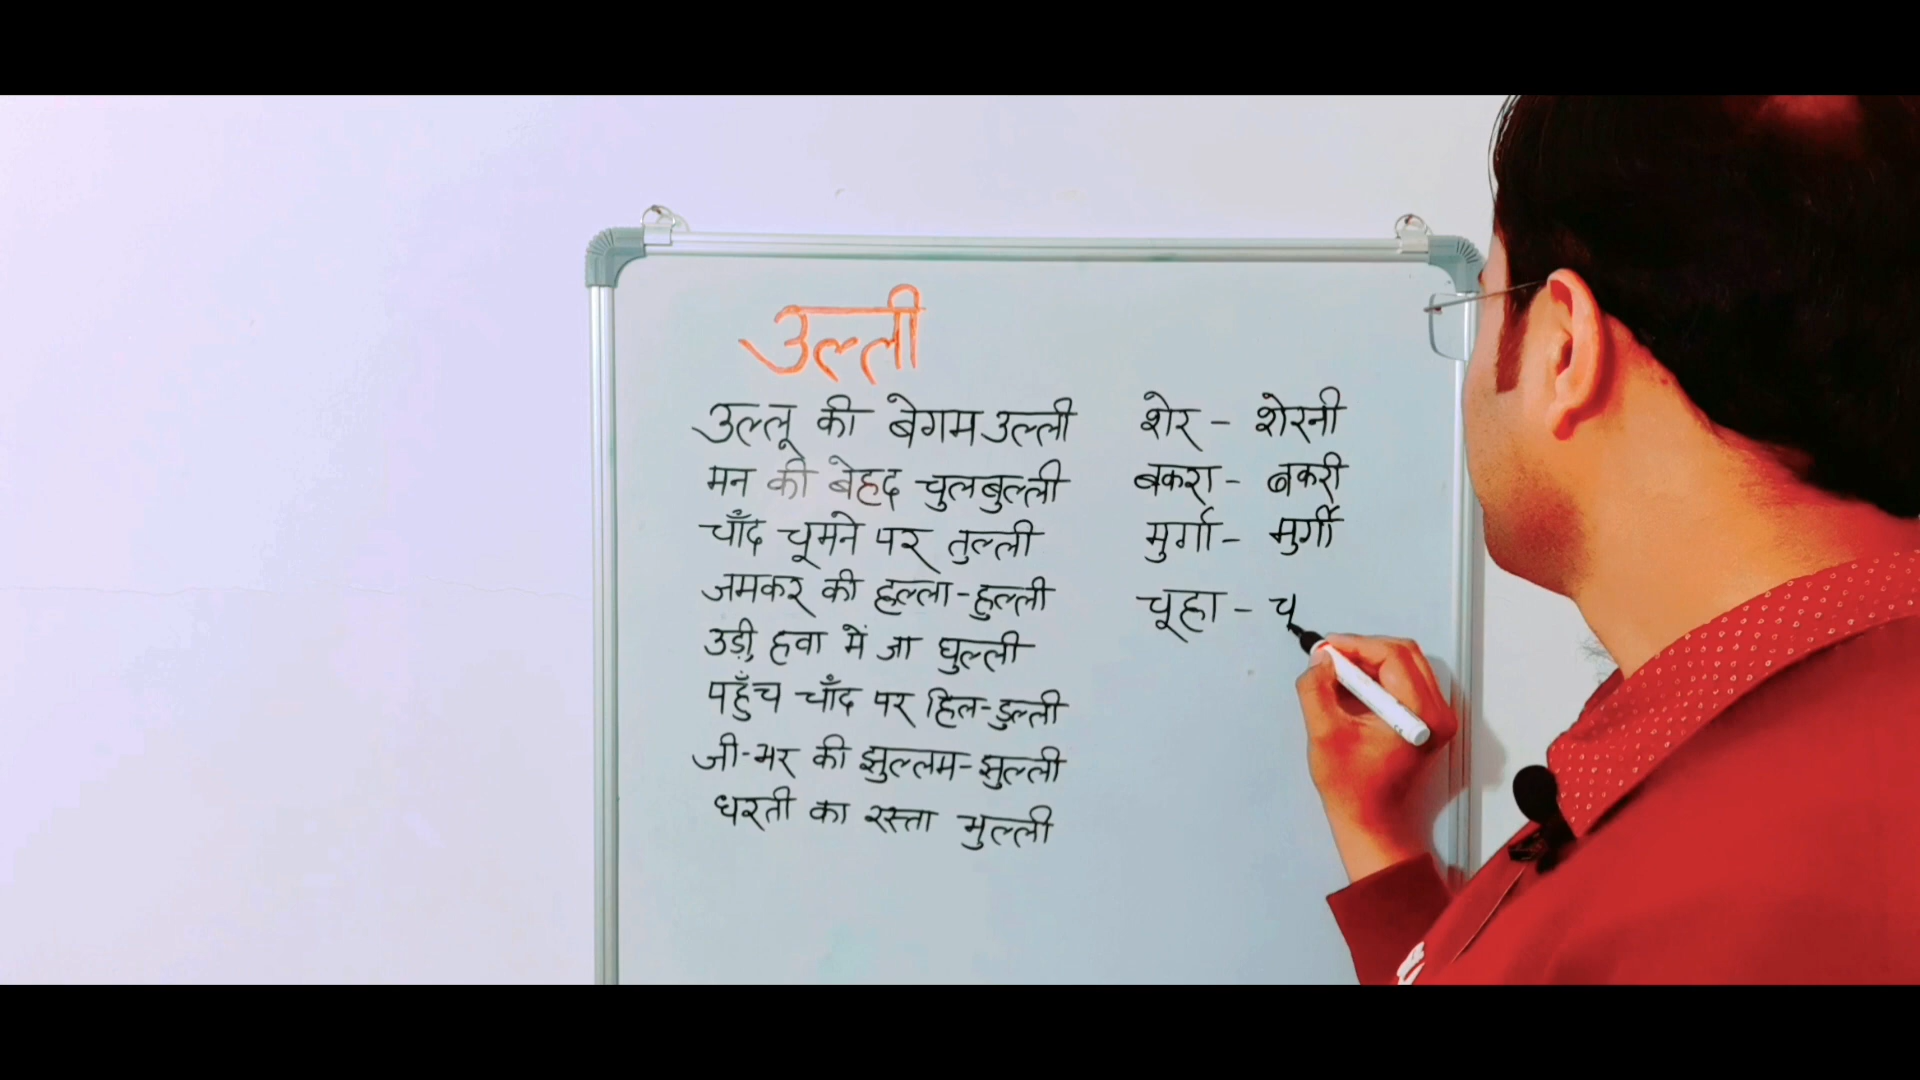 उल्ली
उल्लू की बेगम उल्ली
मन की बेहद चुलबुल्ली
चाँद चूमने पर तुल्ली
जमकर की हल्ला-हुल्ली
उड़ी हवा में जा घुल्ली
पहुँच चाँद पर हिल-डुल्ली
जी-भर की झुल्लम-झुल्ली
धरती का रस्ता भुल्ली
शेर - शेरनी
बकरा - बकरी
मुर्गा - मुर्गी
चूहा - चू